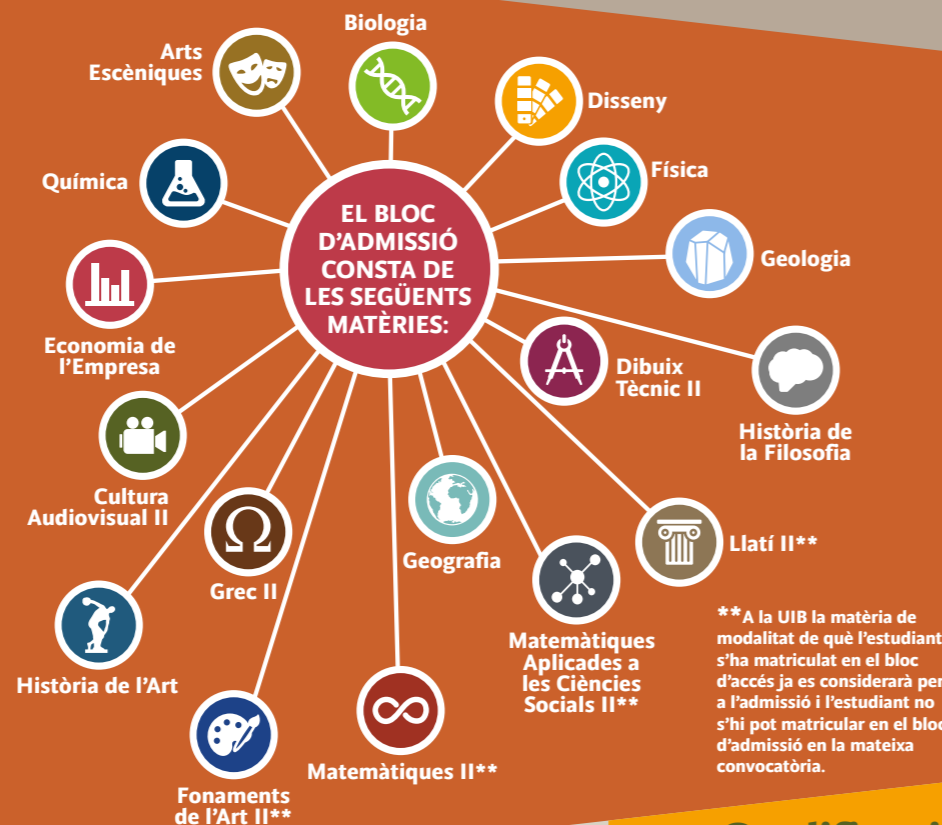 Biologia
Arts
Escèniques
Disseny
Física
Química
EL BLOC
D'ADMISSIÓ
CONSTA DE
LES SEGÜENTS
MATÈRIES:
Geologia
Economia de
l'Empresa
Dibuix
Tècnic II
Història de
la Filosofia
Cultura
Audiovisual II
Grec II
Geografia
Llatí II**
Història de l'Art
Matemàtiques
Aplicades a
les Ciències
Socials II**
Matemàtiques II**
Fonaments
de l'Art II**
**A la UIB la matèria de
modalitat de què l'estudiant
s'ha matriculat en el bloc
d'accés ja es considerarà per
a l'admissió i l'estudiant no
s'hi pot matricular en el bloc
d'admissió en la mateixa
convocatòria.